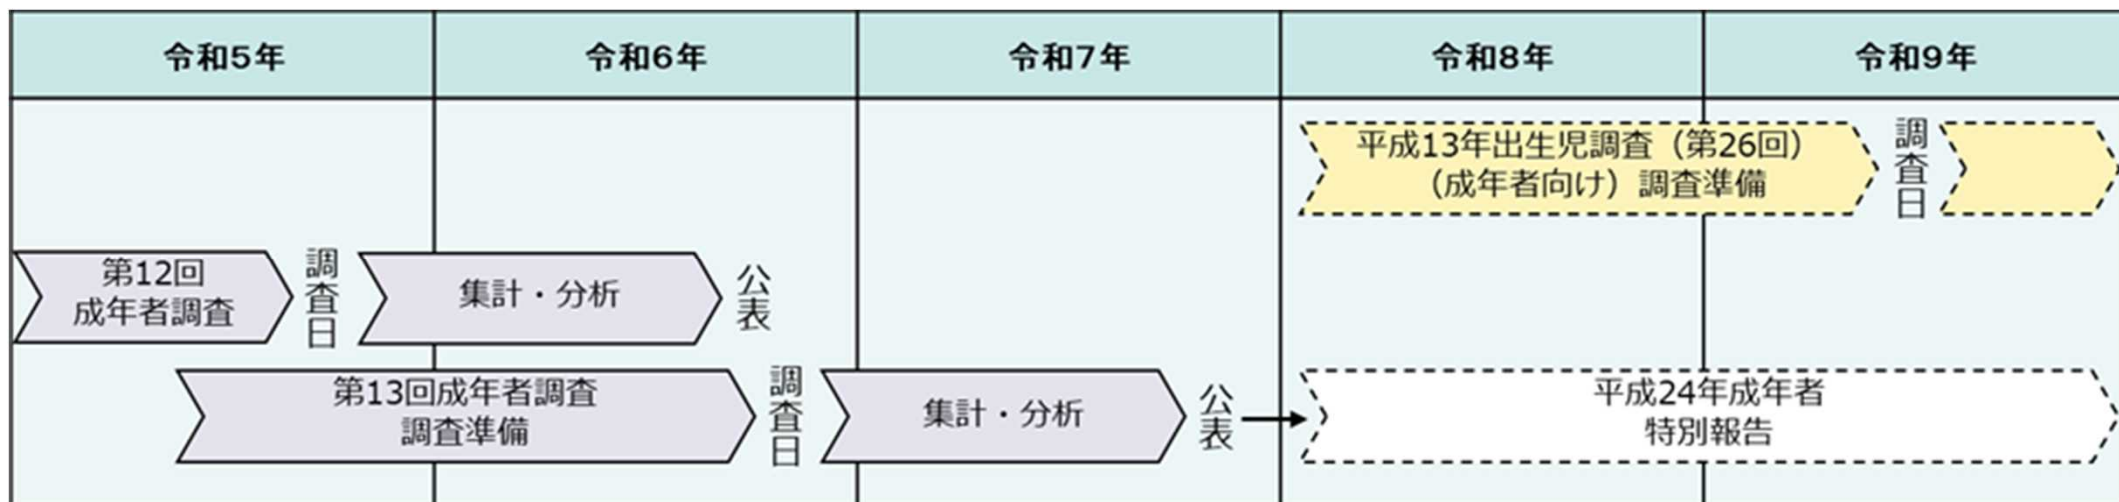 令和5年
令和6年
令和7年
令和8年
令和9年
平成13年出生児調査（第26回）
（成年者向け）調査準備
調査日
第12回
成年者調査
調査日
集計・分析
公表
第13回成年者調査
調査準備
調査日
集計・分析
公表
平成24年成年者
特別報告